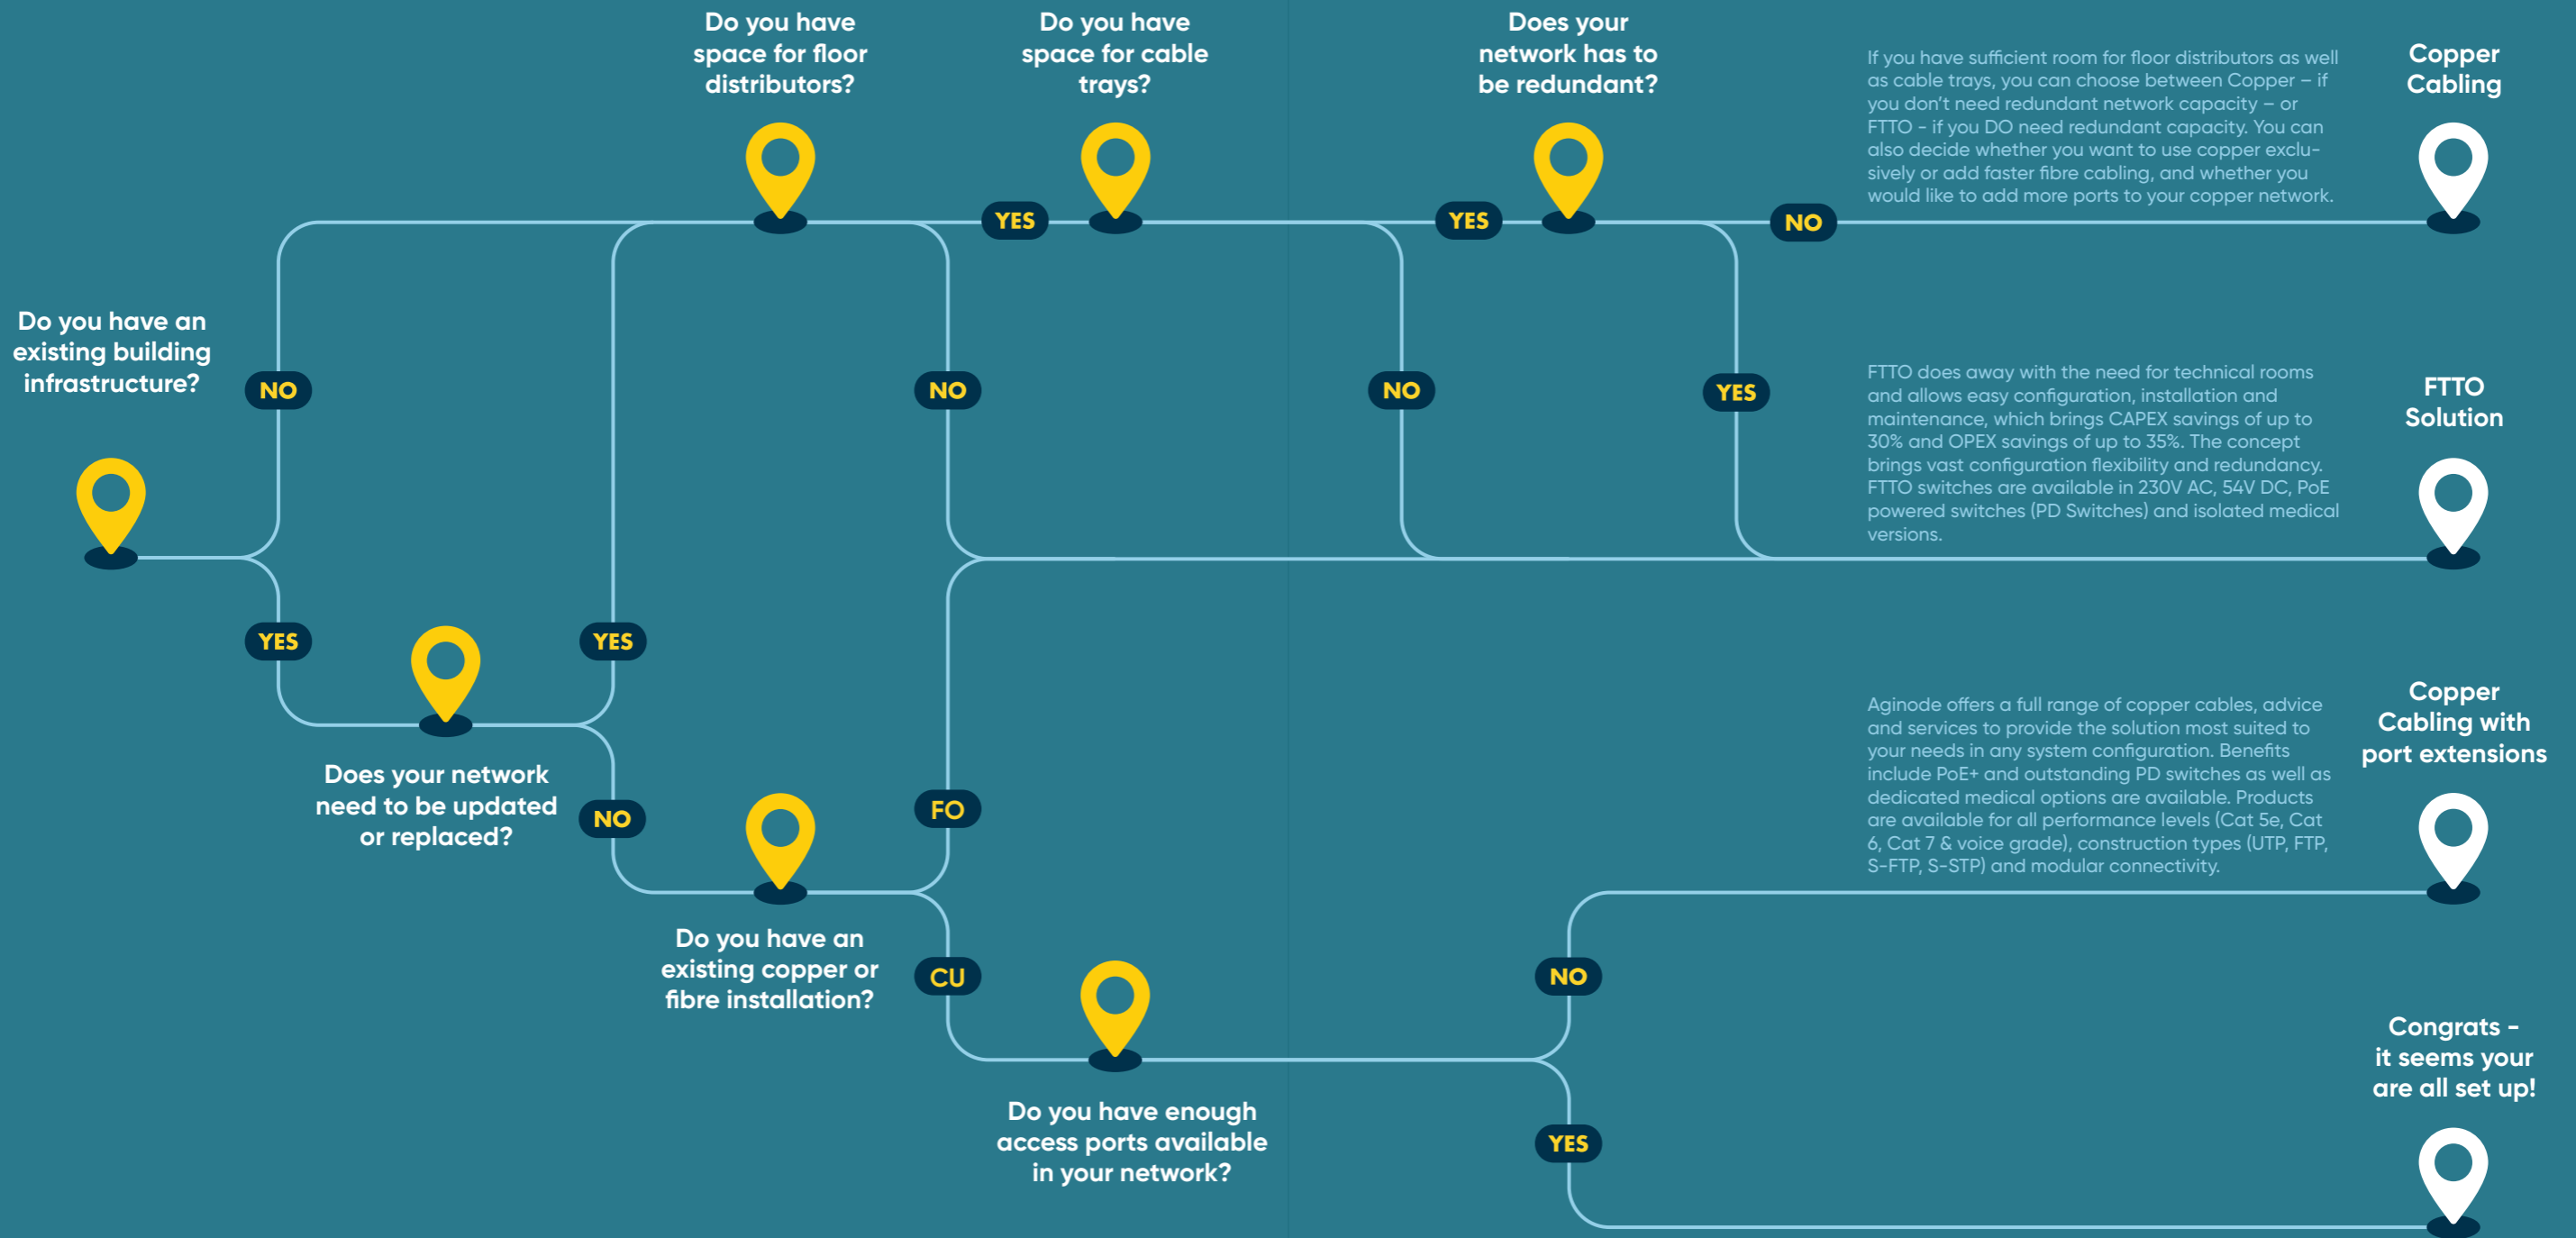 Do you have
space for floor
distributors?
Do you have
space for cable
trays?
Does your
network has to
be redundant?
If you have sufficient room for floor distributors as well
as cable trays, you can choose between Copper – if
you don't need redundant network capacity – or
FTTO - if you DO need redundant capacity. You can
also decide whether you want to use copper exclu-
sively or add faster fibre cabling, and whether you
would like to add more ports to your copper network.
Copper
Cabling
YES
YES
NO
Do you have an
existing building
infrastructure?
NO
NO
NO
YES
FTTO does away with the need for technical rooms
and allows easy configuration, installation and
maintenance, which brings CAPEX savings of up to
30% and OPEX savings of up to 35%. The concept
brings vast configuration flexibility and redundancy.
FTTO switches are available in 230V AC, 54V DC, PoE
powered switches (PD Switches) and isolated medical
versions.
FTTO
Solution
YES
YES
Does your network
need to be updated
or replaced?
NO
FO
Aginode offers a full range of copper cables, advice
and services to provide the solution most suited to
your needs in any system configuration. Benefits
include PoE+ and outstanding PD switches as well as
dedicated medical options are available. Products
are available for all performance levels (Cat 5e, Cat
6, Cat 7 & voice grade), construction types (UTP, FTP,
S-FTP, S-STP) and modular connectivity.
Copper
Cabling with
port extensions
Do you have an
existing copper or
fibre installation?
CU
NO
Do you have enough
access ports available
in your network?
YES
Congrats -
it seems your
are all set up!